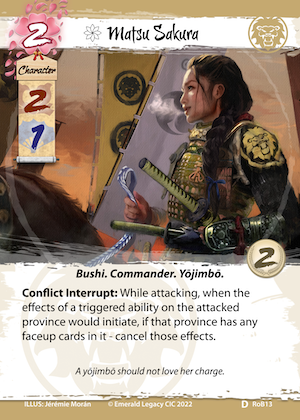 2
Matsu Sakura
Character
2
1
2
Bushi. Commander. Yōjimbō.
Conflict Interrupt: While attacking, when the
effects of a triggered ability on the attacked
province would initiate, if that province has any
faceup cards in it - cancel those effects.
A yōjimbō should not love her charge.
ILLUS: Jérémie Morán
© Emerald Legacy CIC 2022
D RoB13